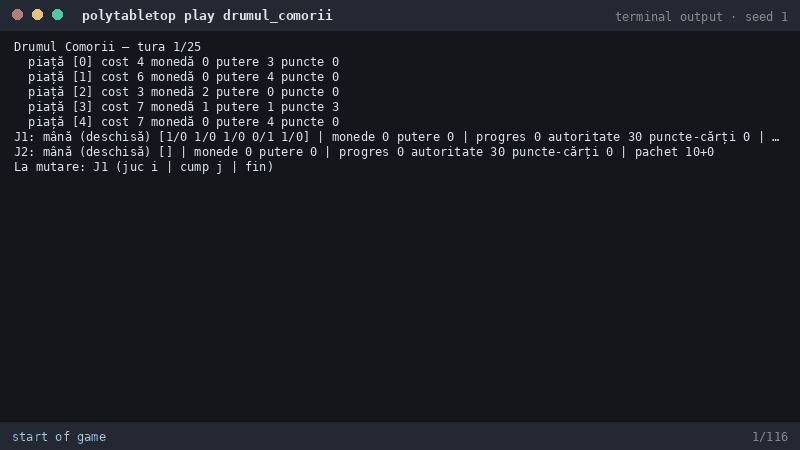 polytabletop play drumul_comorii
terminal output · seed 1
Drumul Comorii — tura 1/25
piață [0] cost 4 monedă 0 putere 3 puncte 0
piață [1] cost 6 monedă 0 putere 4 puncte 0
piață [2] cost 3 monedă 2 putere 0 puncte 0
piață [3] cost 7 monedă 1 putere 1 puncte 3
piață [4] cost 7 monedă 0 putere 4 puncte 0
J1: mână (deschisă) [1/0 1/0 1/0 0/1 1/0] | monede 0 putere 0 | progres 0 autoritate 30 puncte-cărți 0 | …
J2: mână (deschisă) [] | monede 0 putere 0 | progres 0 autoritate 30 puncte-cărți 0 | pachet 10+0
La mutare: J1 (juc i | cump j | fin)
start of game
1/116